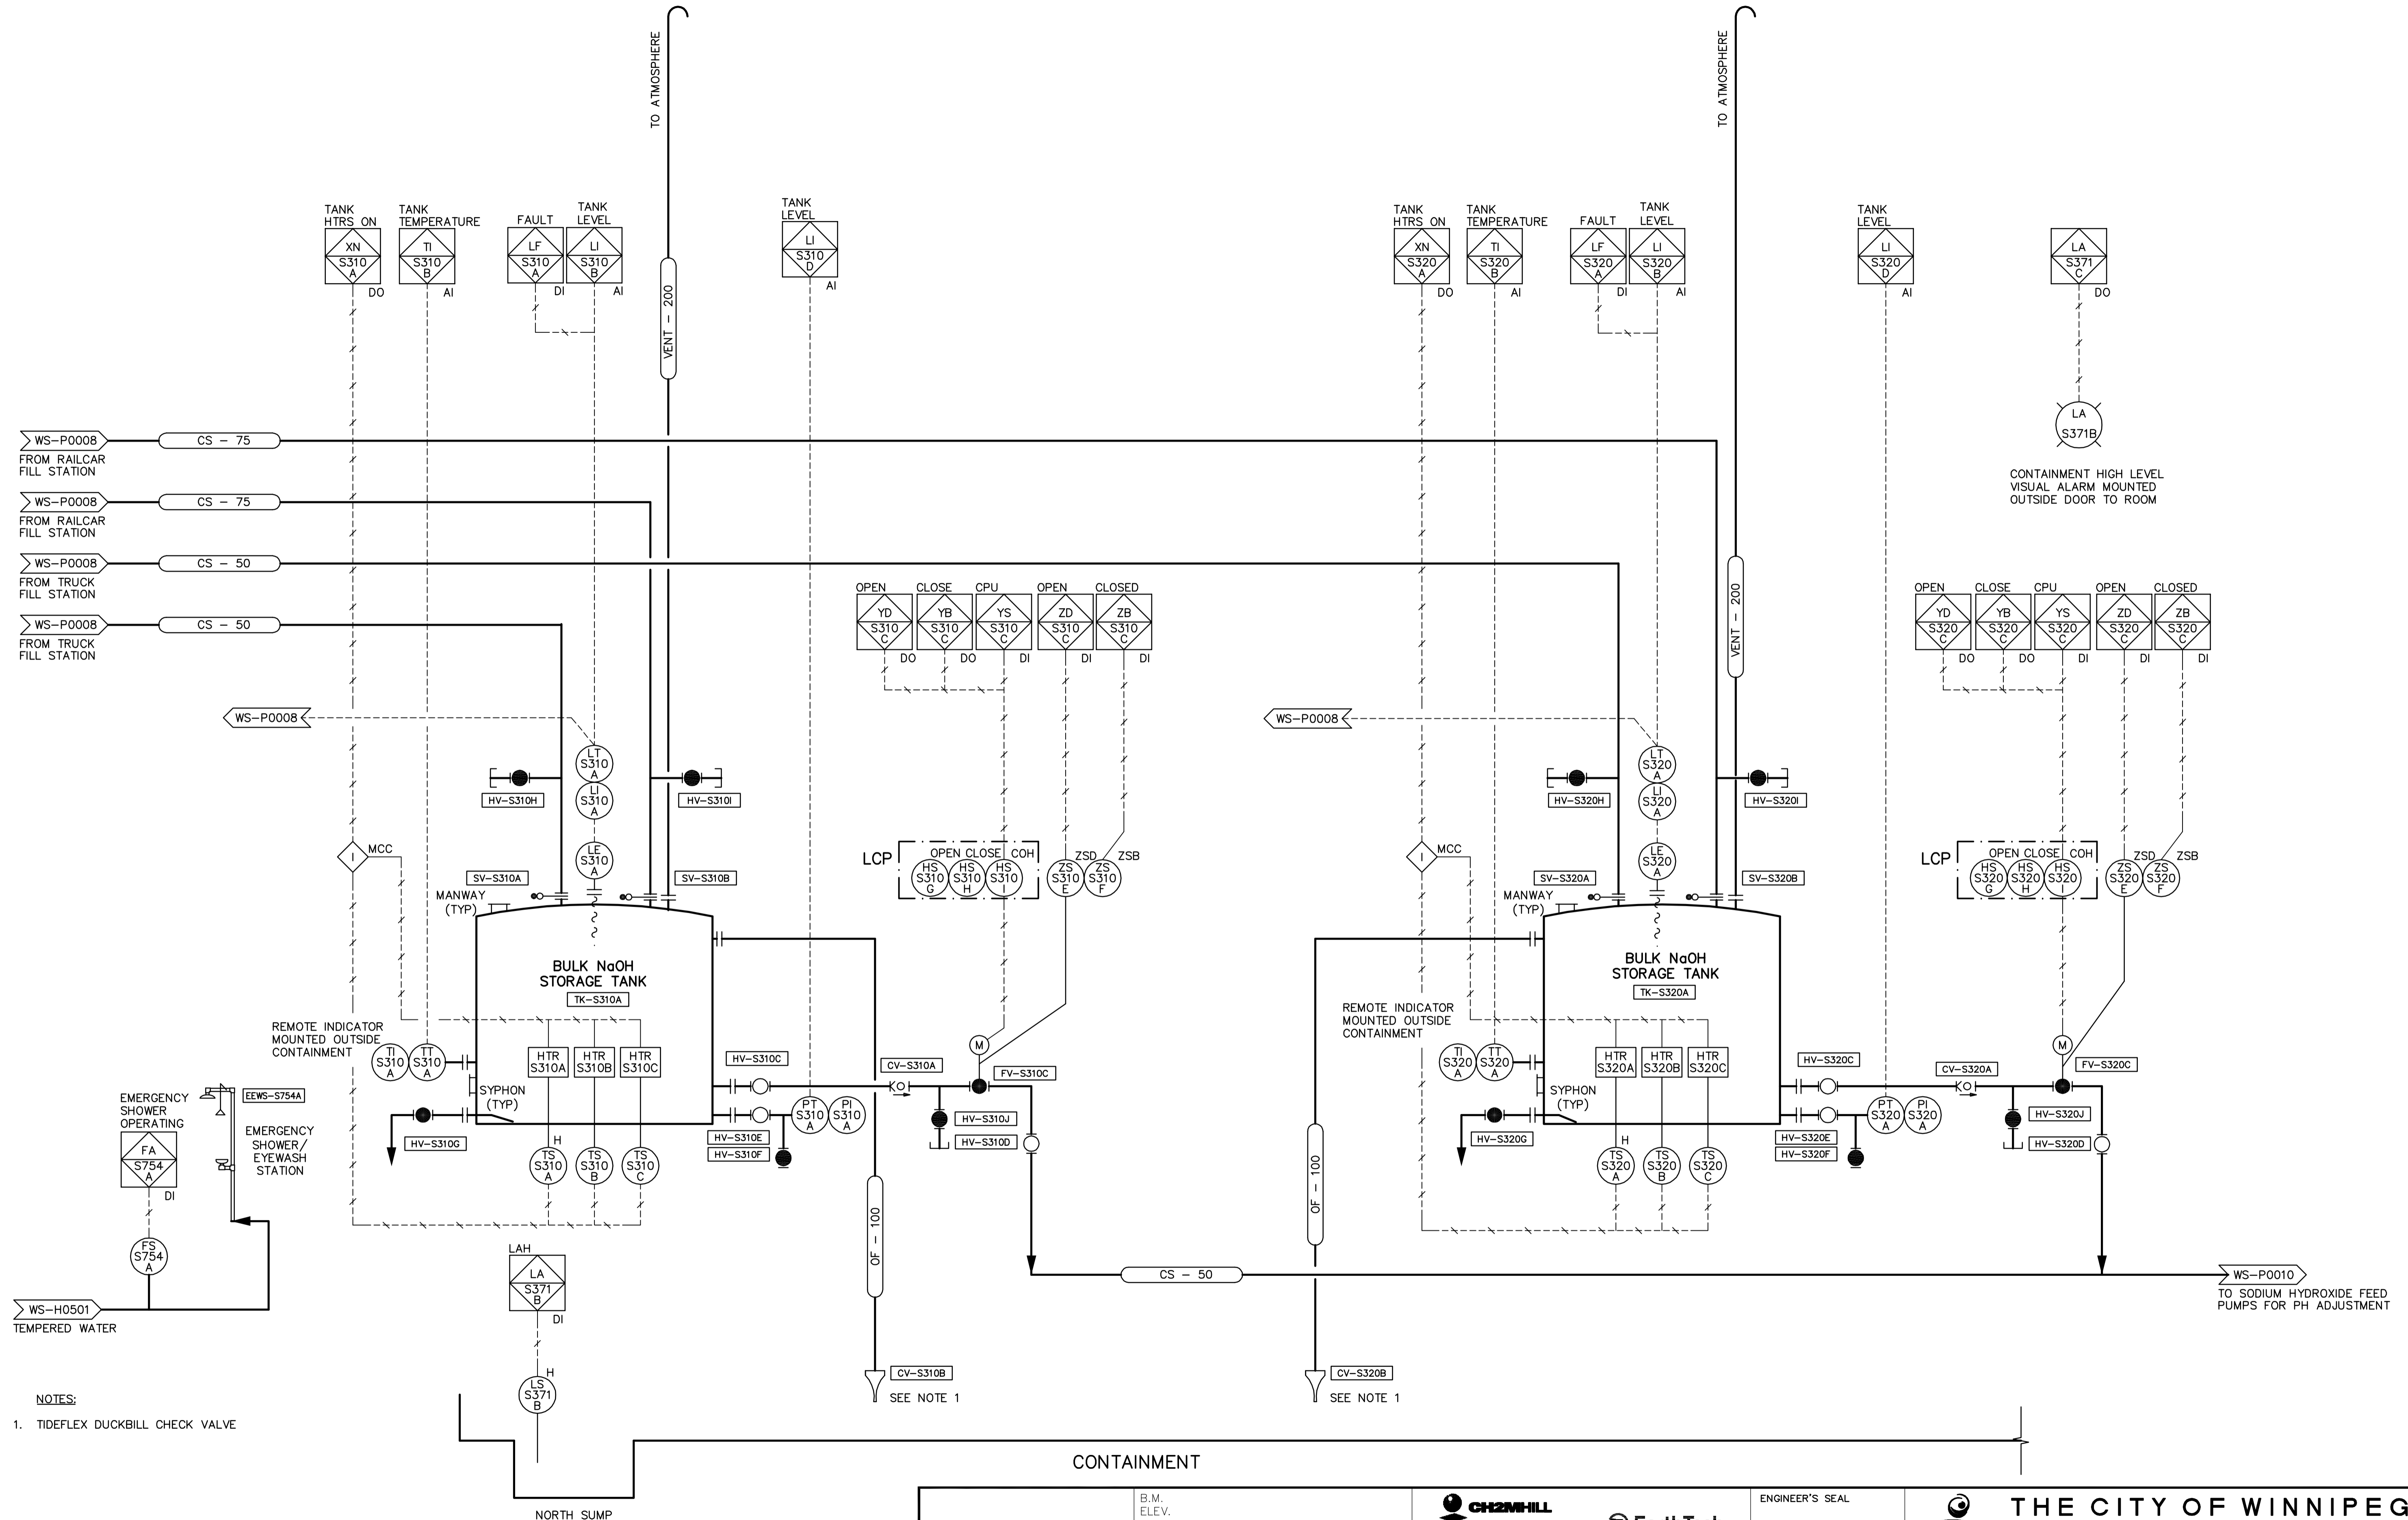 TO ATMOSPHERE
TO ATMOSPHERE
TANK
HTRS ON
XN
S310
A
DO
TANK
TEMPERATURE
TI
S310
B
AI
FAULT
LF
S310
A
DI
TANK
LEVEL
LI
S310
B
AI
VENT - 200
TANK
LEVEL
LI
S310
D
AI
TANK
HTRS ON
XN
S320
A
DO
TANK
TEMPERATURE
TI
S320
B
AI
FAULT
LF
S320
A
DI
TANK
LEVEL
LI
S320
B
AI
TANK
LEVEL
LI
S320
D
AI
LA
S371
C
DO
LA
S371B
CONTAINMENT HIGH LEVEL
VISUAL ALARM MOUNTED
OUTSIDE DOOR TO ROOM
WS-P0008
CS - 75
FROM RAILCAR
FILL STATION
WS-P0008
CS - 75
FROM RAILCAR
FILL STATION
WS-P0008
CS - 50
FROM TRUCK
FILL STATION
WS-P0008
CS - 50
FROM TRUCK
FILL STATION
OPEN
YD
S310
C
DO
CLOSE
YB
S310
C
DO
CPU
YS
S310
C
DI
OPEN
ZD
S310
C
DI
CLOSED
ZB
S310
C
DI
VENT - 200
OPEN
YD
S320
C
DO
CLOSE
YB
S320
C
DO
CPU
YS
S320
C
DI
OPEN
ZD
S320
C
DI
CLOSED
ZB
S320
C
DI
WS-P0008
LT
S310
A
LI
S310
A
LE
S310
A
HV-S310H
HV-S310I
MCC
I
SV-S310A
SV-S310B
MANWAY
(TYP)
LCP
OPEN CLOSE COH
HS
S310
G
HS
S310
H
HS
S310
I
ZSD
ZS
S310
E
ZSB
ZS
S310
F
WS-P0008
LT
S320
A
LI
S320
A
LE
S320
A
HV-S320H
HV-S320I
MCC
I
SV-S320A
SV-S320B
MANWAY
(TYP)
LCP
OPEN CLOSE COH
HS
S320
G
HS
S320
H
HS
S320
I
ZSD
ZS
S320
E
ZSB
ZS
S320
F
BULK NaOH
STORAGE TANK
TK-S310A
REMOTE INDICATOR
MOUNTED OUTSIDE
CONTAINMENT
TI
S310
A
TT
S310
A
HTR
S310A
HTR
S310B
HTR
S310C
SYPHON
(TYP)
HV-S310G
H
TS
S310
A
TS
S310
B
TS
S310
C
HV-S310C
HV-S310E
HV-S310F
PT
S310
A
PI
S310
A
CV-S310A
M
FV-S310C
HV-S310J
HV-S310D
OF - 100
CV-S310B
SEE NOTE 1
BULK NaOH
STORAGE TANK
TK-S320A
REMOTE INDICATOR
MOUNTED OUTSIDE
CONTAINMENT
TI
S320
A
TT
S320
A
HTR
S320A
HTR
S320B
HTR
S320C
SYPHON
(TYP)
HV-S320G
H
TS
S320
A
TS
S320
B
TS
S320
C
HV-S320C
HV-S320E
HV-S320F
PT
S320
A
PI
S320
A
CV-S320A
M
FV-S320C
HV-S320J
HV-S320D
OF - 100
CV-S320B
SEE NOTE 1
EMERGENCY
SHOWER
OPERATING
FA
S754
A
DI
FS
S754
A
EEWS-S754A
EMERGENCY
SHOWER/
EYEWASH
STATION
WS-H0501
TEMPERED WATER
LAH
LA
S371
B
DI
H
LS
S371
B
CS - 50
WS-P0010
TO SODIUM HYDROXIDE FEED
PUMPS FOR PH ADJUSTMENT
NOTES:
1. TIDEFLEX DUCKBILL CHECK VALVE
CONTAINMENT
NORTH SUMP
B.M.
ELEV.
CH2MHILL
ENGINEER'S SEAL
THE CITY OF WINNIPEG